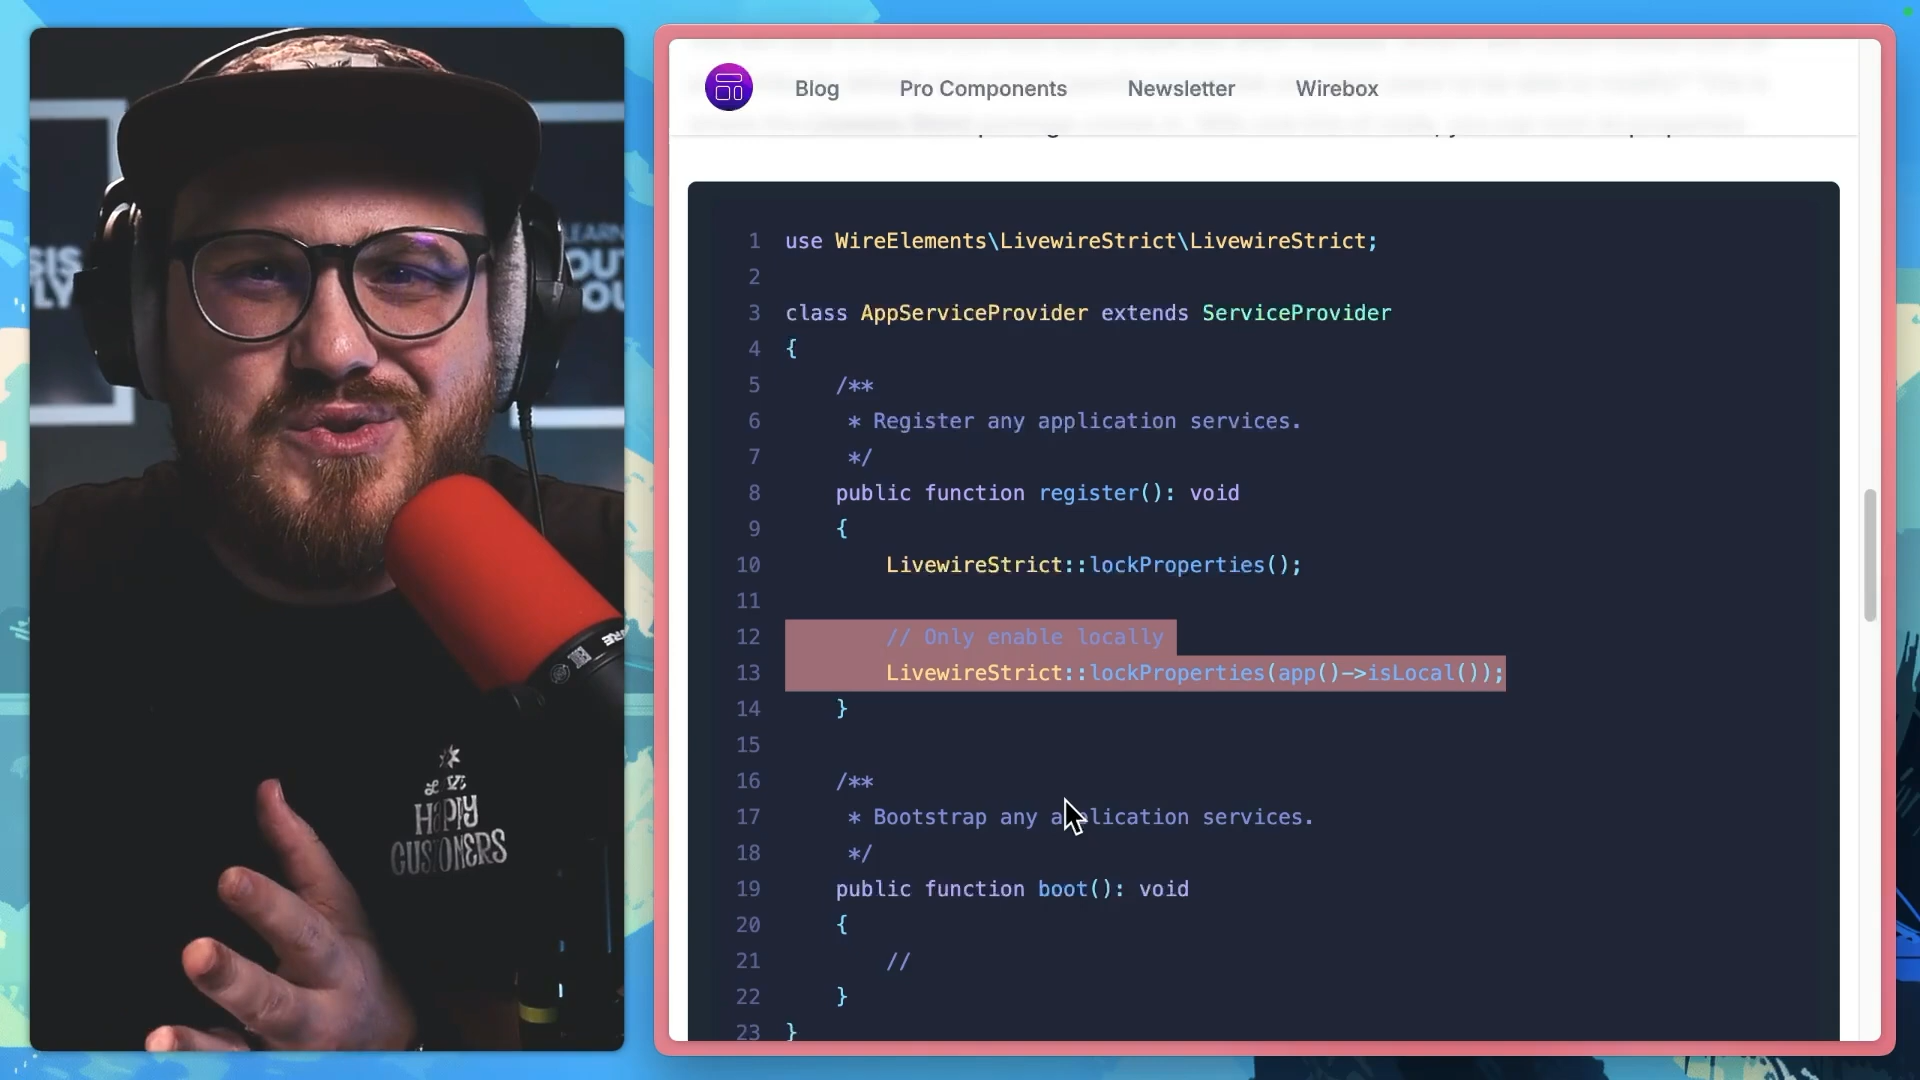 Blog
Pro Components
Newsletter
Wirebox
1 use WireElements\LivewireStrict\LivewireStrict;
2
3 class AppServiceProvider extends ServiceProvider
4 {
5 /**
6 * Register any application services.
7 */
8 public function register(): void
9 {
10 LivewireStrict::lockProperties();
11
12 // Only enable locally
13 LivewireStrict::lockProperties(app()->isLocal());
14 }
15
16 /**
17 * Bootstrap any application services.
18 */
19 public function boot(): void
20 {
21 //
22 }
23 }
HAPPY
CUSTOMERS